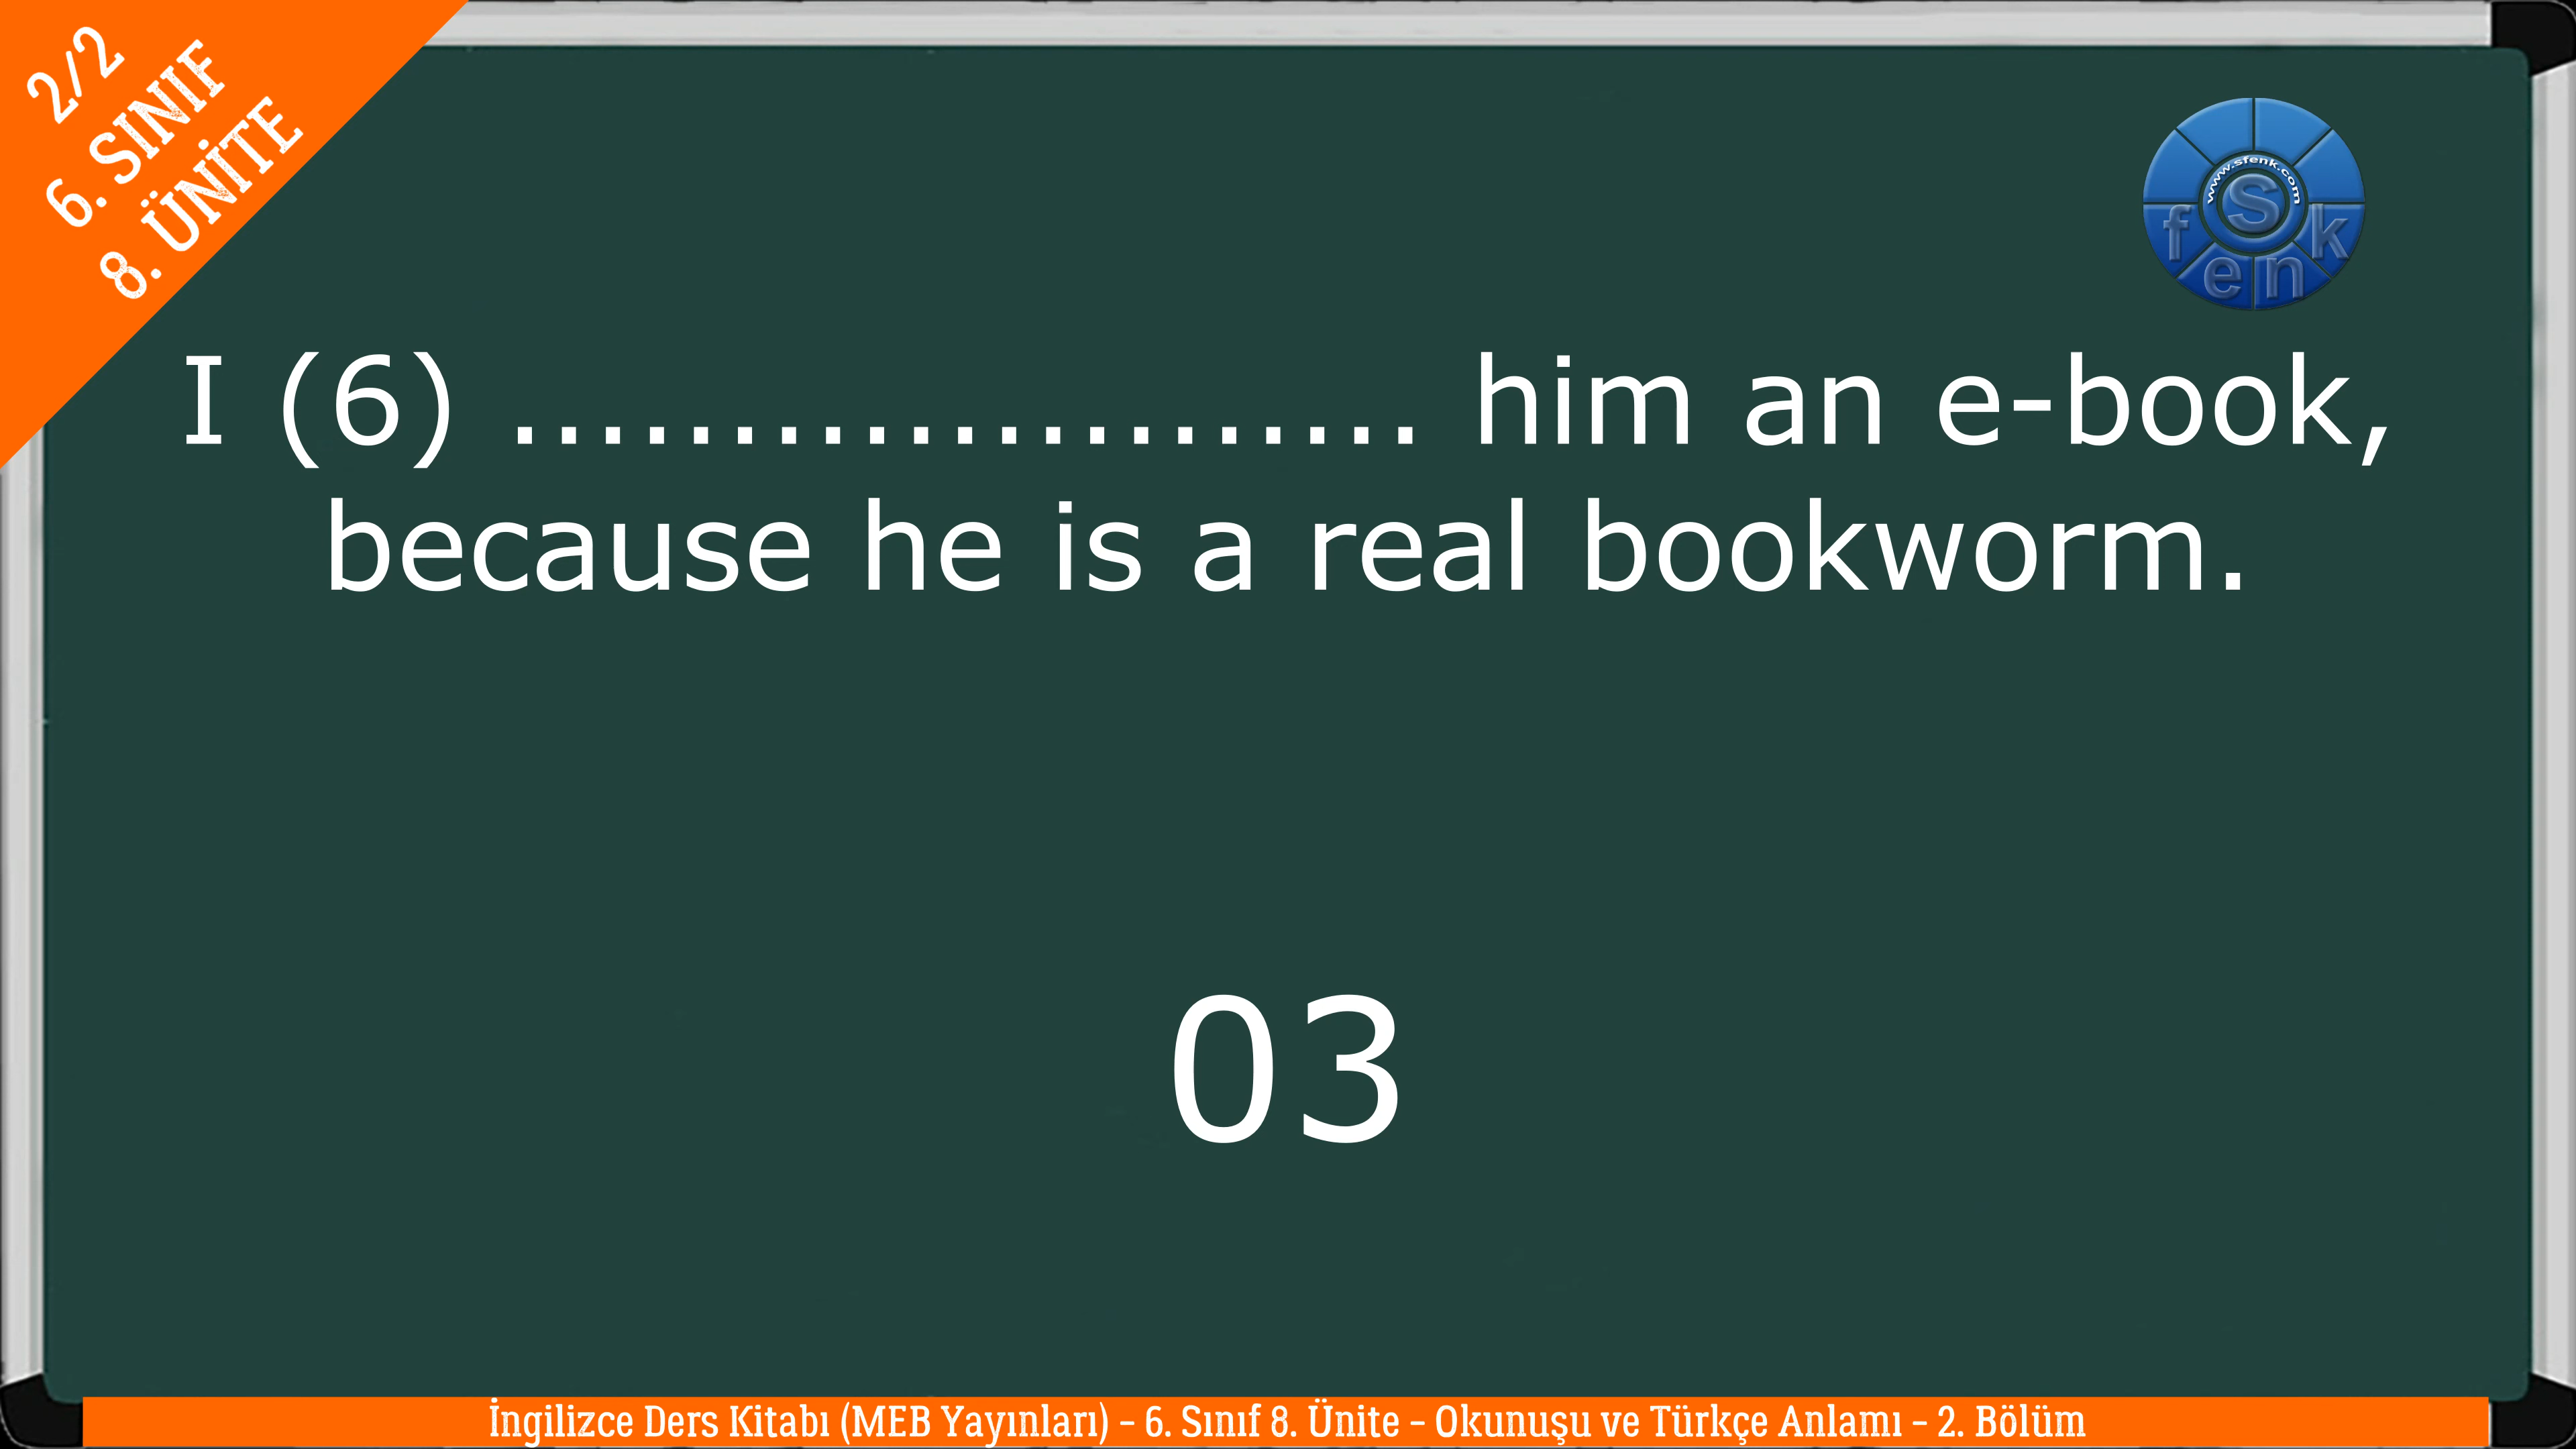 2/2
6. SINIF
8. ÜNİTE
www.sfenk.com
S
f e n k
I (6) ..................... him an e-book,
because he is a real bookworm.
03
İngilizce Ders Kitabı (MEB Yayınları) – 6. Sınıf 8. Ünite – Okunuşu ve Türkçe Anlamı – 2. Bölüm